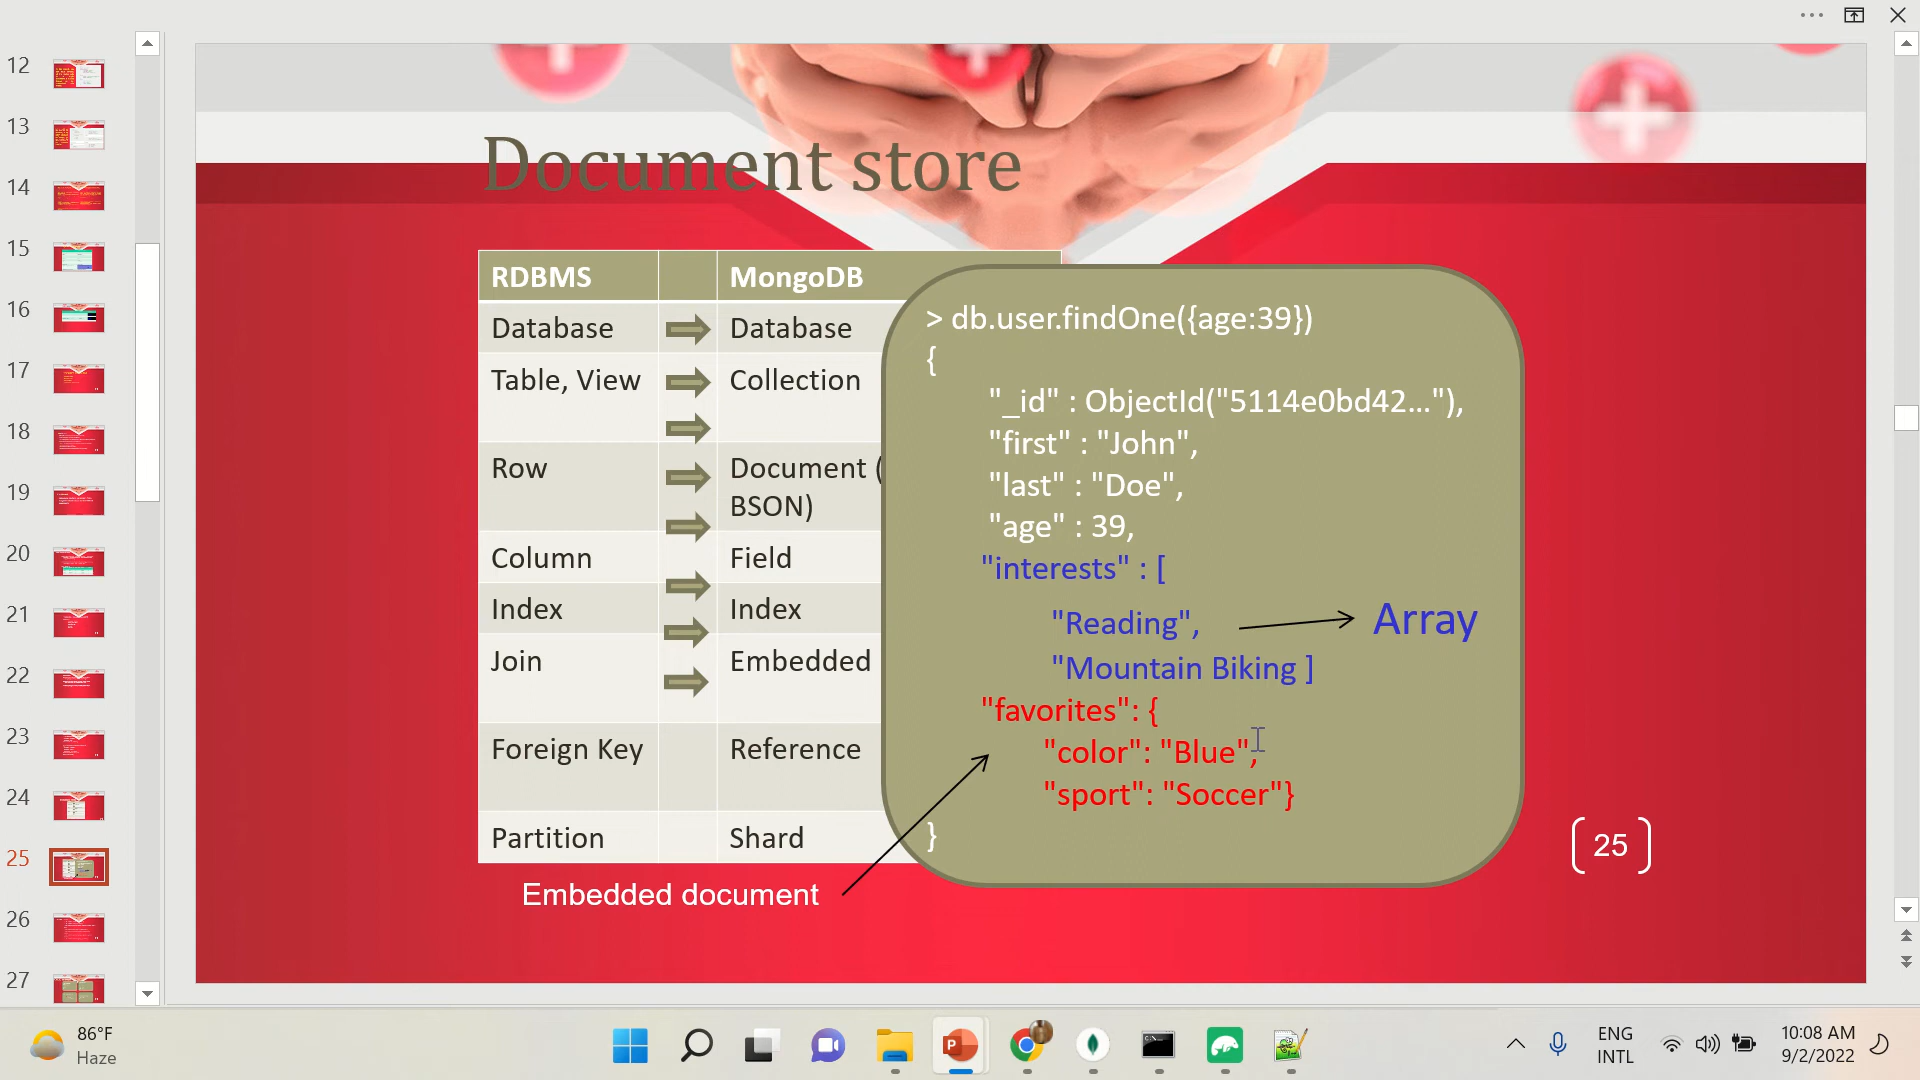 12
13
14
15
16
17
18
19
20
21
22
23
24
25
26
27
Document store
RDBMS MongoDB
Database Database
Table, View Collection
Row Document (
BSON)
Column Field
Index Index
Join Embedded
Foreign Key Reference
Partition Shard
Embedded document
> db.user.findOne({age:39})
{
"_id" : ObjectId("5114e0bd42…"),
"first" : "John",
"last" : "Doe",
"age" : 39,
"interests" : [
"Reading",
Array
"Mountain Biking ]
"favorites": {
"color": "Blue",
"sport": "Soccer"}
}
25
86°F
Haze
ENG
INTL
10:08 AM
9/2/2022